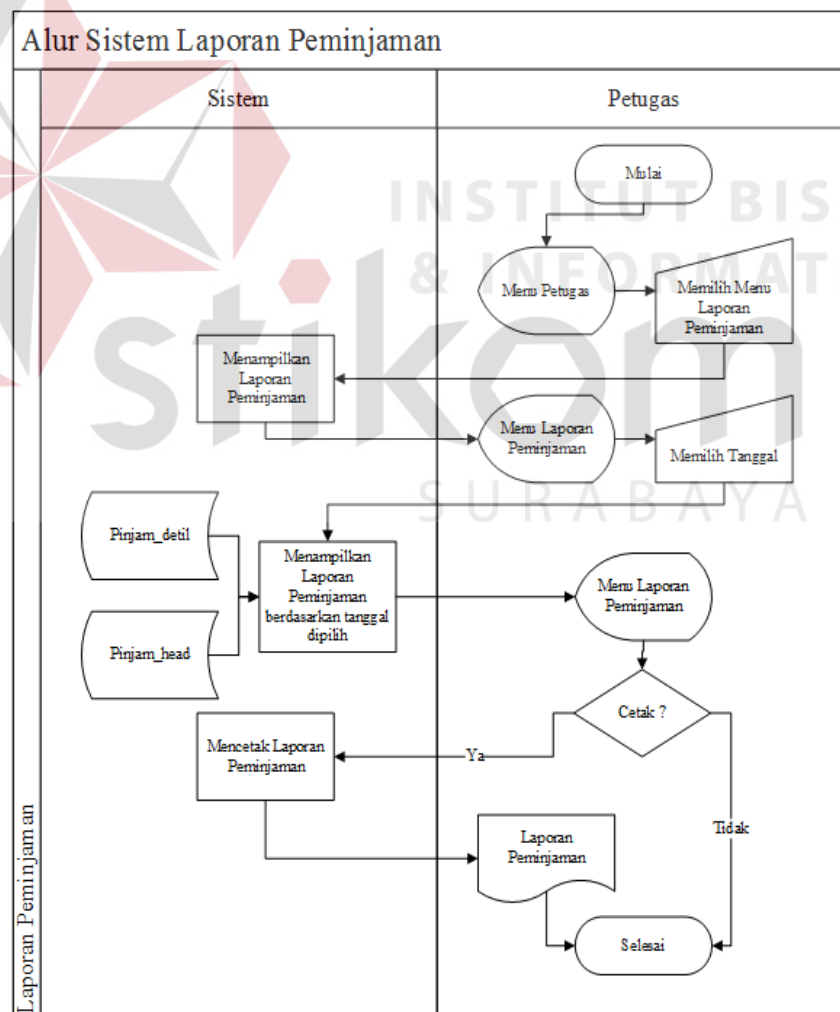 Alur Sistem Laporan Peminjaman
Sistem
Petugas
Mulai
INSTITUT BIS
& INFORMAT
stikom
SURABAYA
Menu Petugas
Memilih Menu
Laporan
Peminjaman
Menampilkan
Laporan
Peminjaman
Menu Laporan
Peminjaman
Memilih Tanggal
Pinjam_detil
Pinjam_head
Menampilkan
Laporan
Peminjaman
berdasarkan tanggal
dipilih
Menu Laporan
Peminjaman
Cetak ?
Ya
Tidak
Mencetak Laporan
Peminjaman
Laporan
Peminjaman
Selesai
Laporan Peminjaman